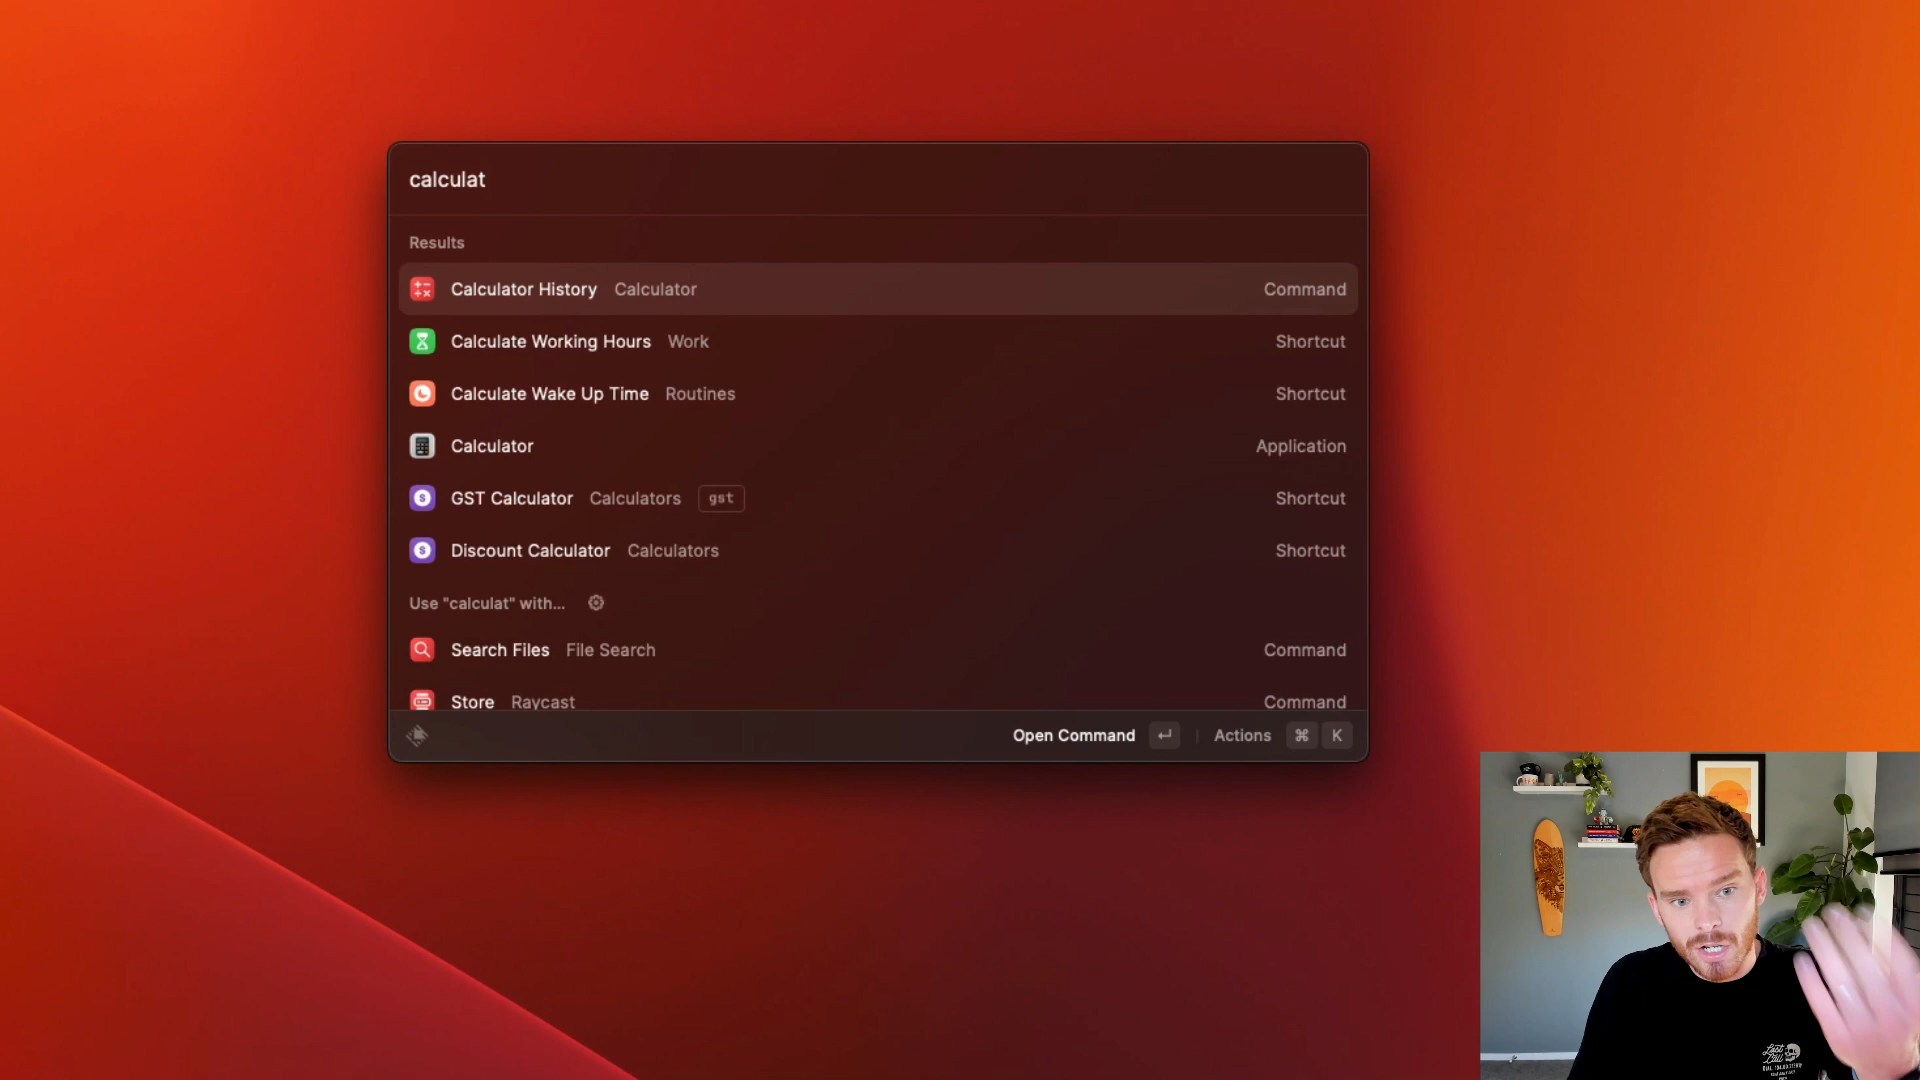 calculat
Results
Calculator History Calculator Command
Calculate Working Hours Work Shortcut
Calculate Wake Up Time Routines Shortcut
Calculator Application
GST Calculator Calculators gst Shortcut
Discount Calculator Calculators Shortcut
Use "calculat" with...
Search Files File Search Command
Store Raycast Command
Open Command ↵ Actions ⌘ K
Last
Call